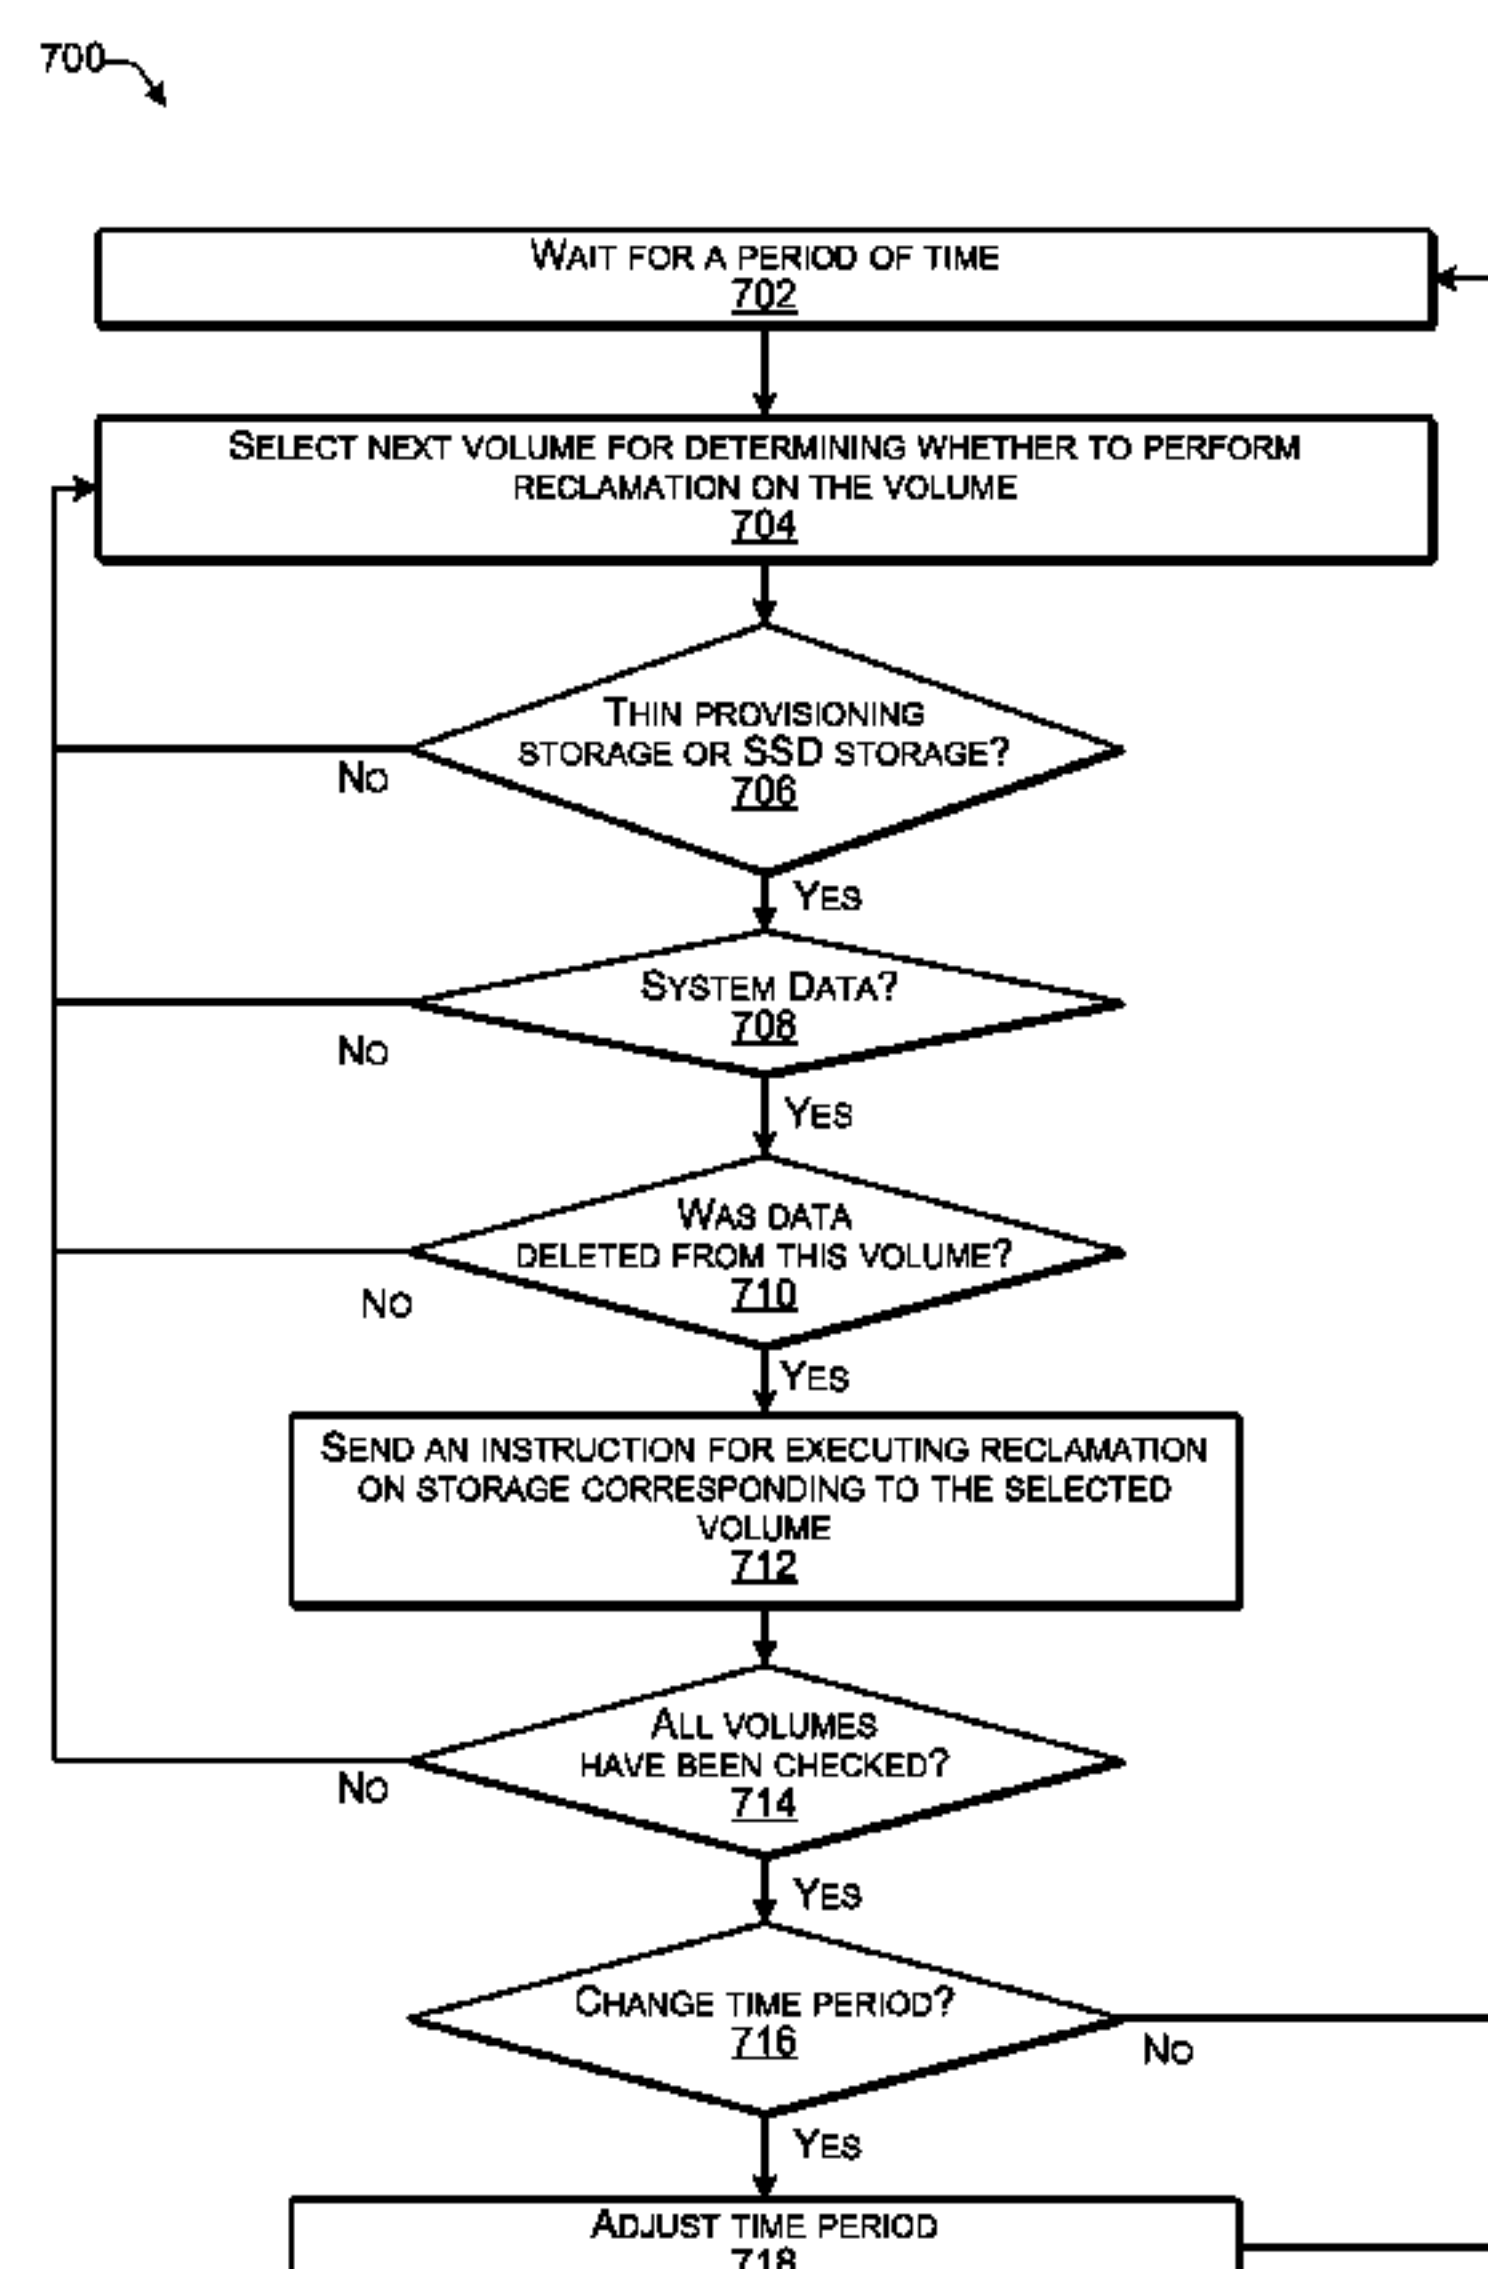 700
WAIT FOR A PERIOD OF TIME
702
SELECT NEXT VOLUME FOR DETERMINING WHETHER TO PERFORM
RECLAMATION ON THE VOLUME
704
THIN PROVISIONING
STORAGE OR SSD STORAGE?
706
NO
YES
SYSTEM DATA?
708
NO
YES
WAS DATA
DELETED FROM THIS VOLUME?
710
NO
YES
SEND AN INSTRUCTION FOR EXECUTING RECLAMATION
ON STORAGE CORRESPONDING TO THE SELECTED
VOLUME
712
ALL VOLUMES
HAVE BEEN CHECKED?
714
NO
YES
CHANGE TIME PERIOD?
716
NO
YES
ADJUST TIME PERIOD
718